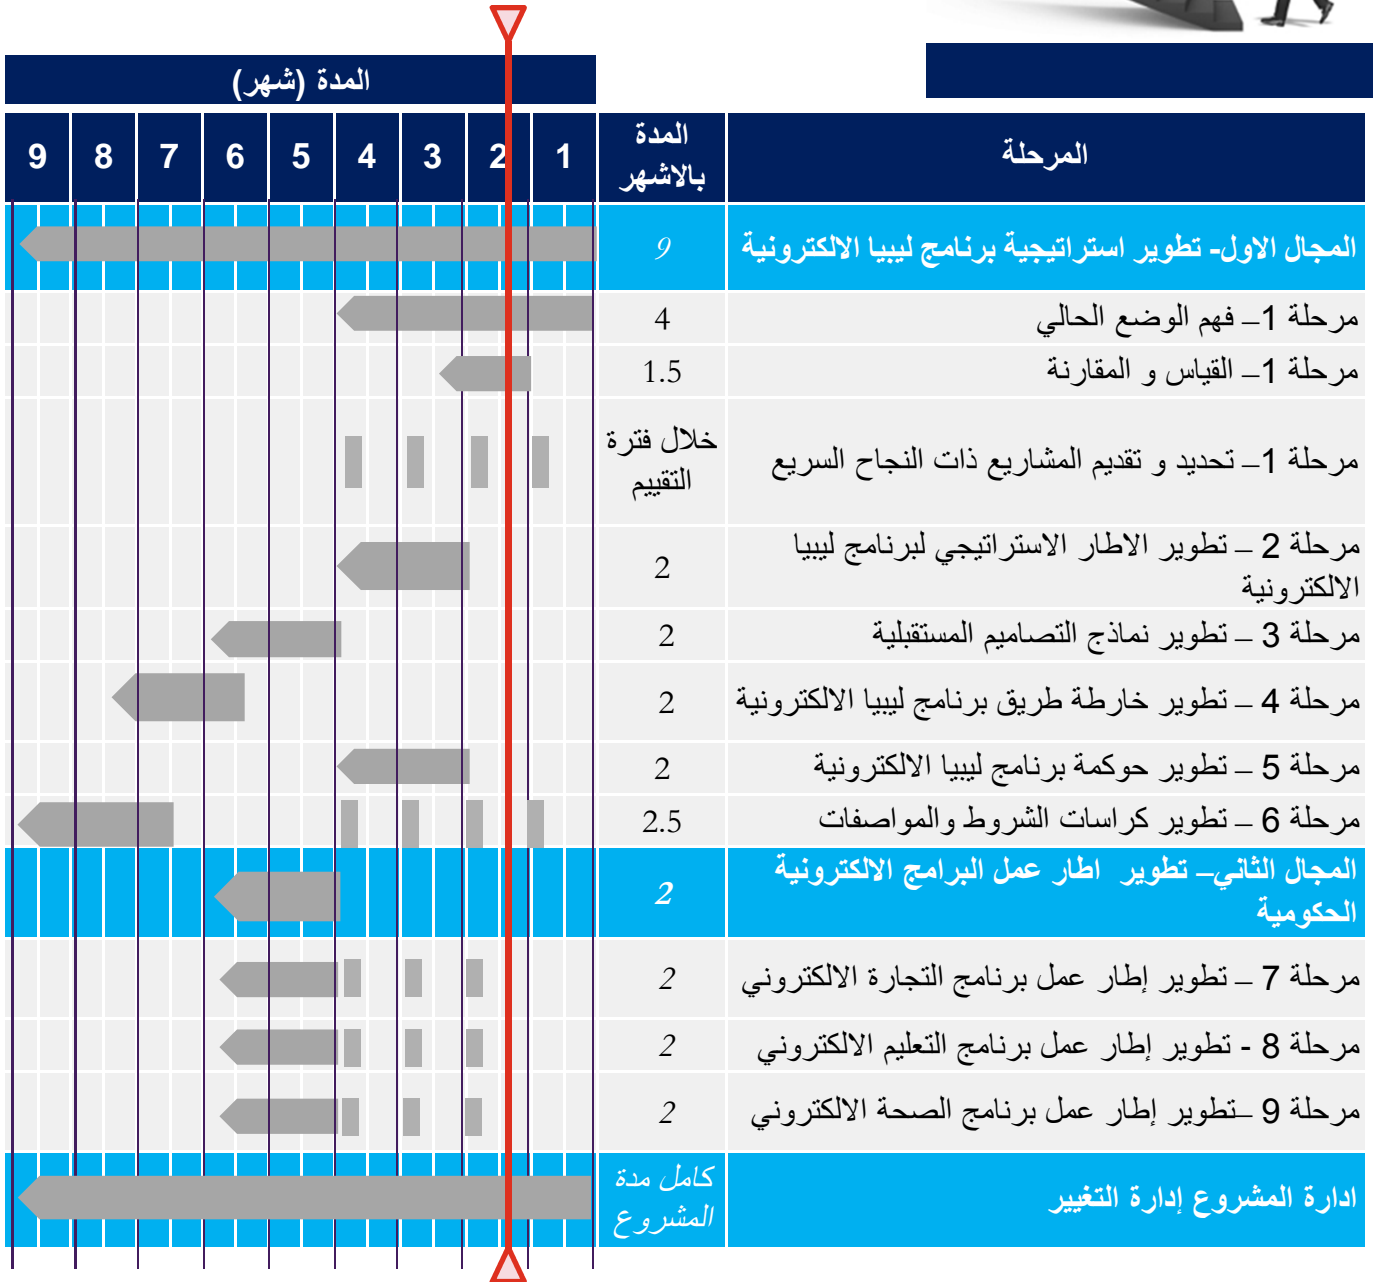 المدة (شهر)
المرحلة
المدة
بالاشهر
1 2 3 4 5 6 7 8 9
المجال الاول- تطوير استراتيجية برنامج ليبيا الالكترونية
9
مرحلة 1– فهم الوضع الحالي
4
مرحلة 1– القياس و المقارنة
1.5
مرحلة 1– تحديد و تقديم المشاريع ذات النجاح السريع
خلال فترة
التقييم
مرحلة 2 – تطوير الاطار الاستراتيجي لبرنامج ليبيا
الالكترونية
2
مرحلة 3 – تطوير نماذج التصاميم المستقبلية
2
مرحلة 4 – تطوير خارطة طريق برنامج ليبيا الالكترونية
2
مرحلة 5 – تطوير حوكمة برنامج ليبيا الالكترونية
2
مرحلة 6 – تطوير كراسات الشروط والمواصفات
2.5
المجال الثاني– تطوير اطار عمل البرامج الالكترونية
الحكومية
2
مرحلة 7 – تطوير إطار عمل برنامج التجارة الالكتروني
2
مرحلة 8 - تطوير إطار عمل برنامج التعليم الالكتروني
2
مرحلة 9 –تطوير إطار عمل برنامج الصحة الالكتروني
2
ادارة المشروع إدارة التغيير
كامل مدة
المشروع